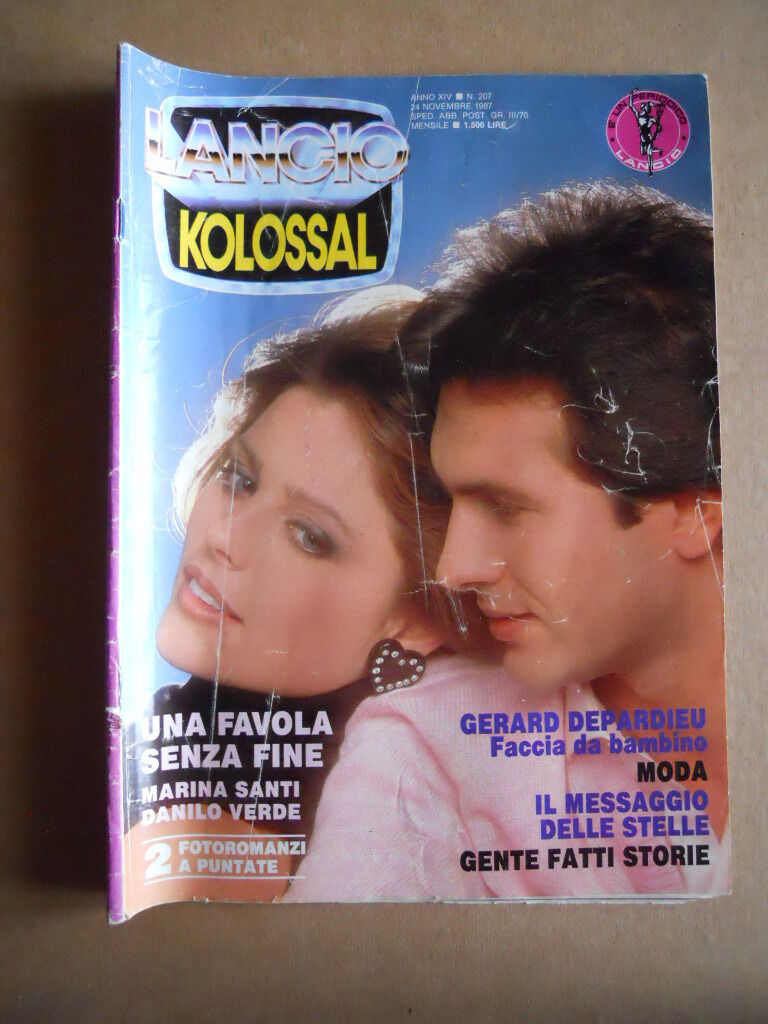 LANCIO
KOLOSSAL
ANNO XIV ■ N. 207
24 NOVEMBRE 1987
SPED. ABB. POST. GR. III/70
MENSILE ■ 1.500 LIRE
E' UN PERIODICO
LANCIO
UNA FAVOLA
SENZA FINE
MARINA SANTI
DANILO VERDE
2 FOTOROMANZI
A PUNTATE
GERARD DEPARDIEU
Faccia da bambino
MODA
IL MESSAGGIO
DELLE STELLE
GENTE FATTI STORIE